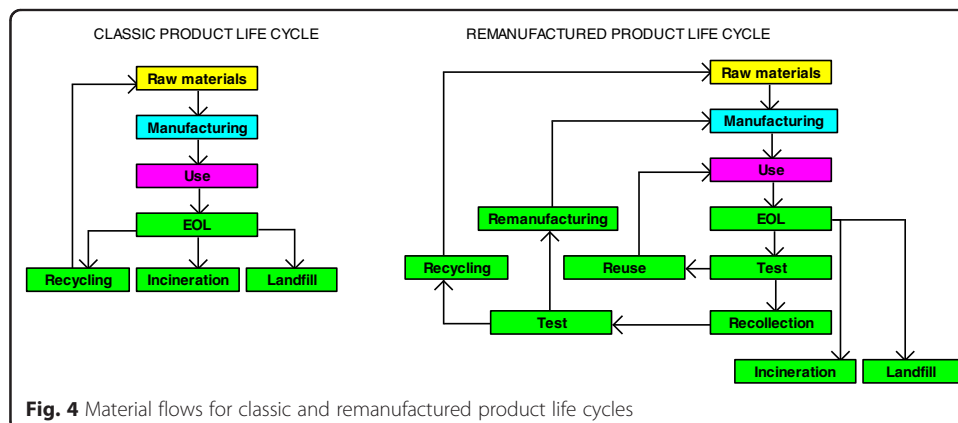 CLASSIC PRODUCT LIFE CYCLE
Raw materials
Manufacturing
Use
EOL
Recycling
Incineration
Landfill
REMANUFACTURED PRODUCT LIFE CYCLE
Raw materials
Manufacturing
Use
Remanufacturing
EOL
Recycling
Reuse
Test
Test
Recollection
Incineration
Landfill
Fig. 4 Material flows for classic and remanufactured product life cycles